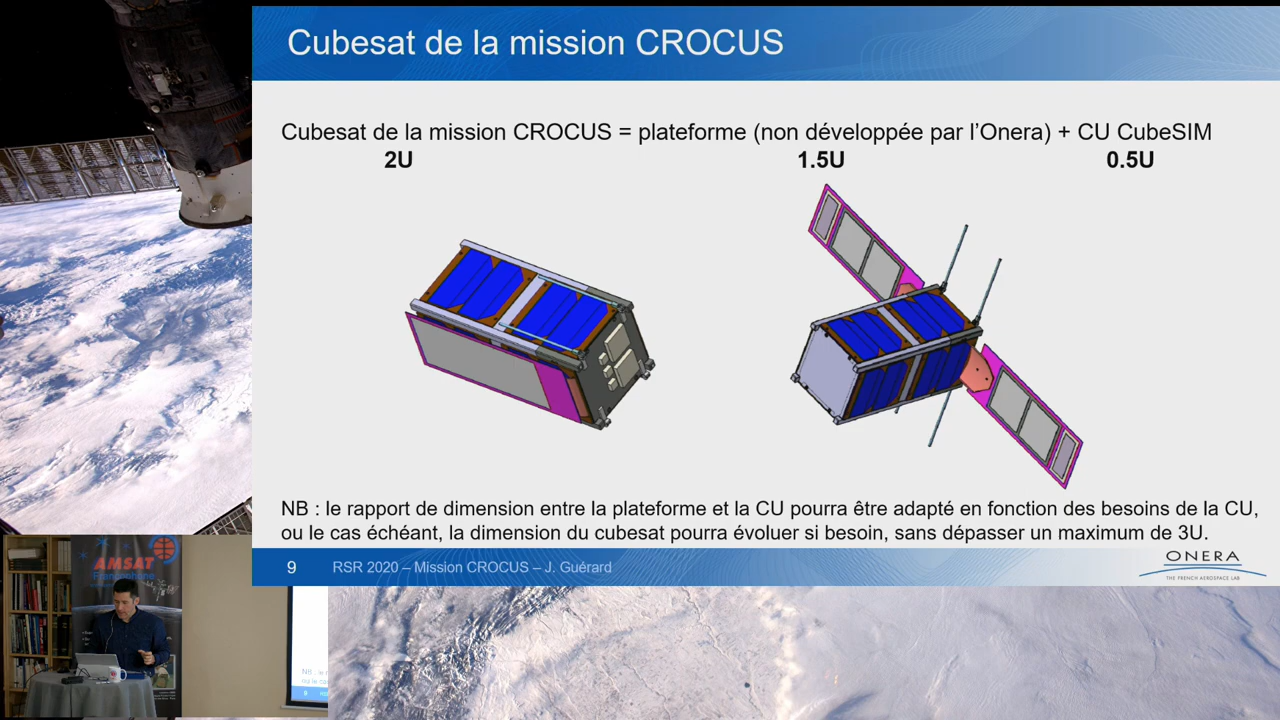 Cubesat de la mission CROCUS
Cubesat de la mission CROCUS = plateforme (non développée par l’Onera) + CU CubeSIM
2U 1.5U 0.5U
NB : le rapport de dimension entre la plateforme et la CU pourra être adapté en fonction des besoins de la CU,
ou le cas échéant, la dimension du cubesat pourra évoluer si besoin, sans dépasser un maximum de 3U.
9 RSR 2020 – Mission CROCUS – J. Guérard
ONERA
THE FRENCH AEROSPACE LAB
AMSAT
Francophone